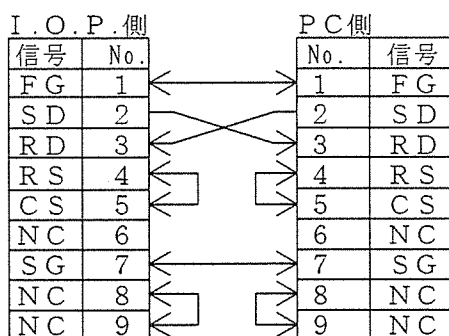 I.O.P.側 PC側
信号 No. No. 信号
FG 1 1 FG
SD 2 2 SD
RD 3 3 RD
RS 4 4 RS
CS 5 5 CS
NC 6 6 NC
SG 7 7 SG
NC 8 8 NC
NC 9 9 NC